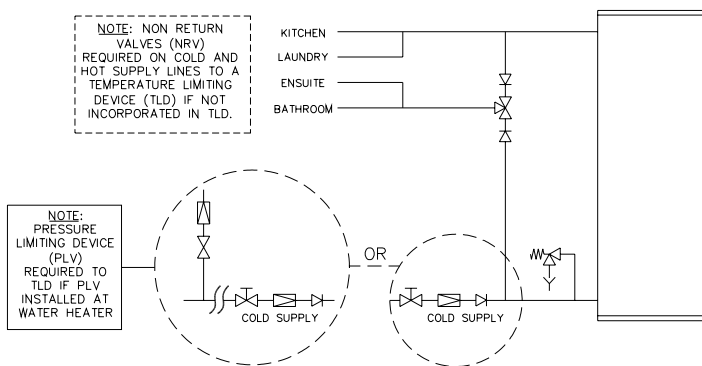 NOTE: NON RETURN
VALVES (NRV)
REQUIRED ON COLD AND
HOT SUPPLY LINES TO A
TEMPERATURE LIMITING
DEVICE (TLD) IF NOT
INCORPORATED IN TLD.
KITCHEN
LAUNDRY
ENSUITE
BATHROOM
NOTE:
PRESSURE
LIMITING DEVICE
(PLV)
REQUIRED TO
TLD IF PLV
INSTALLED AT
WATER HEATER
OR
COLD SUPPLY
COLD SUPPLY